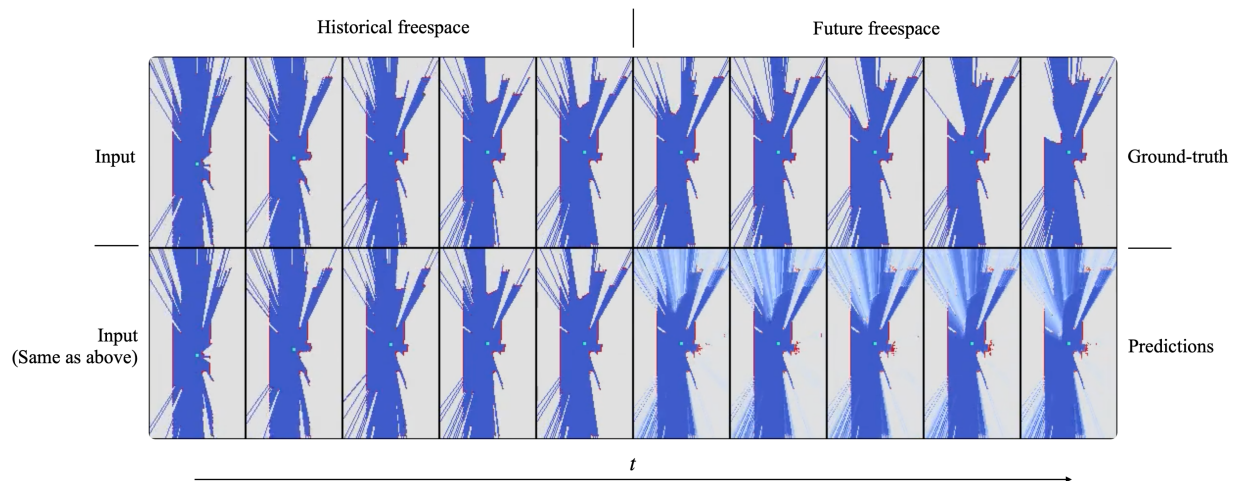 Historical freespace
Future freespace
Input
Ground-truth
Input
(Same as above)
Predictions
t